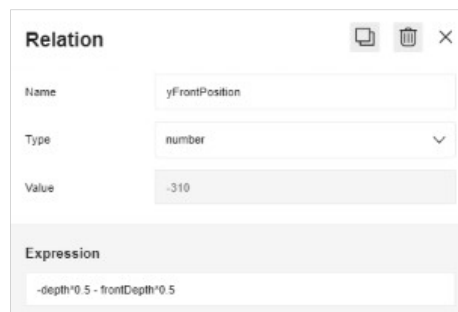 Relation
Name yFrontPosition
Type number
Value -310
Expression
-depth*0.5 - frontDepth*0.5